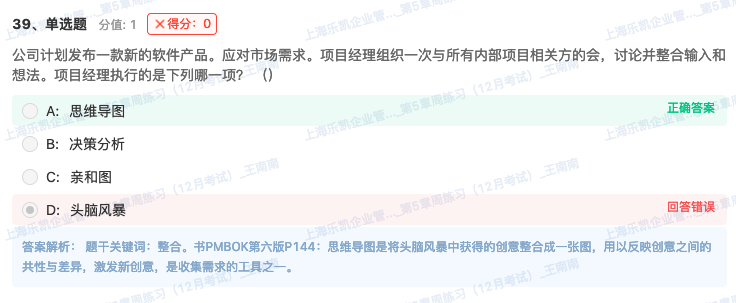 39、单选题 分值: 1 ✕得分：0
公司计划发布一款新的软件产品。应对市场需求。项目经理组织一次与所有内部项目相关方的会，讨论并整合输入和
想法。项目经理执行的是下列哪一项？ （）
A: 思维导图 正确答案
B: 决策分析
C: 亲和图
D: 头脑风暴 回答错误
答案解析： 题干关键词：整合。书PMBOK第六版P144：思维导图是将头脑风暴中获得的创意整合成一张图，用以反映创意之间的
共性与差异，激发新创意，是收集需求的工具之一。
上海乐凯企业管..._第5章周练习（12月考试）_王南南